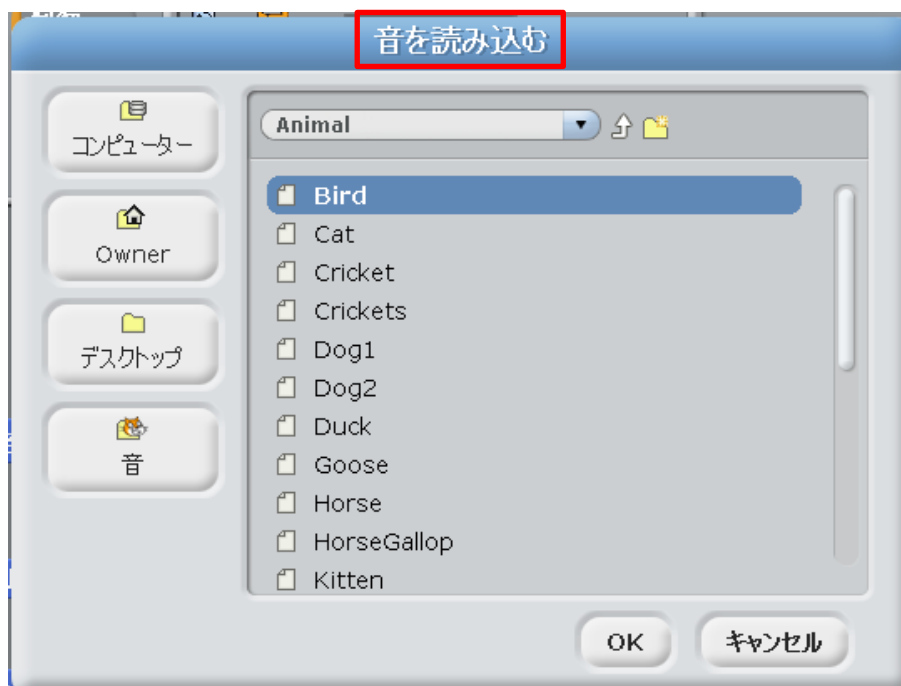 音を読み込む
コンピューター
Owner
デスクトップ
音
Animal
Bird
Cat
Cricket
Crickets
Dog1
Dog2
Duck
Goose
Horse
HorseGallop
Kitten
OK
キャンセル